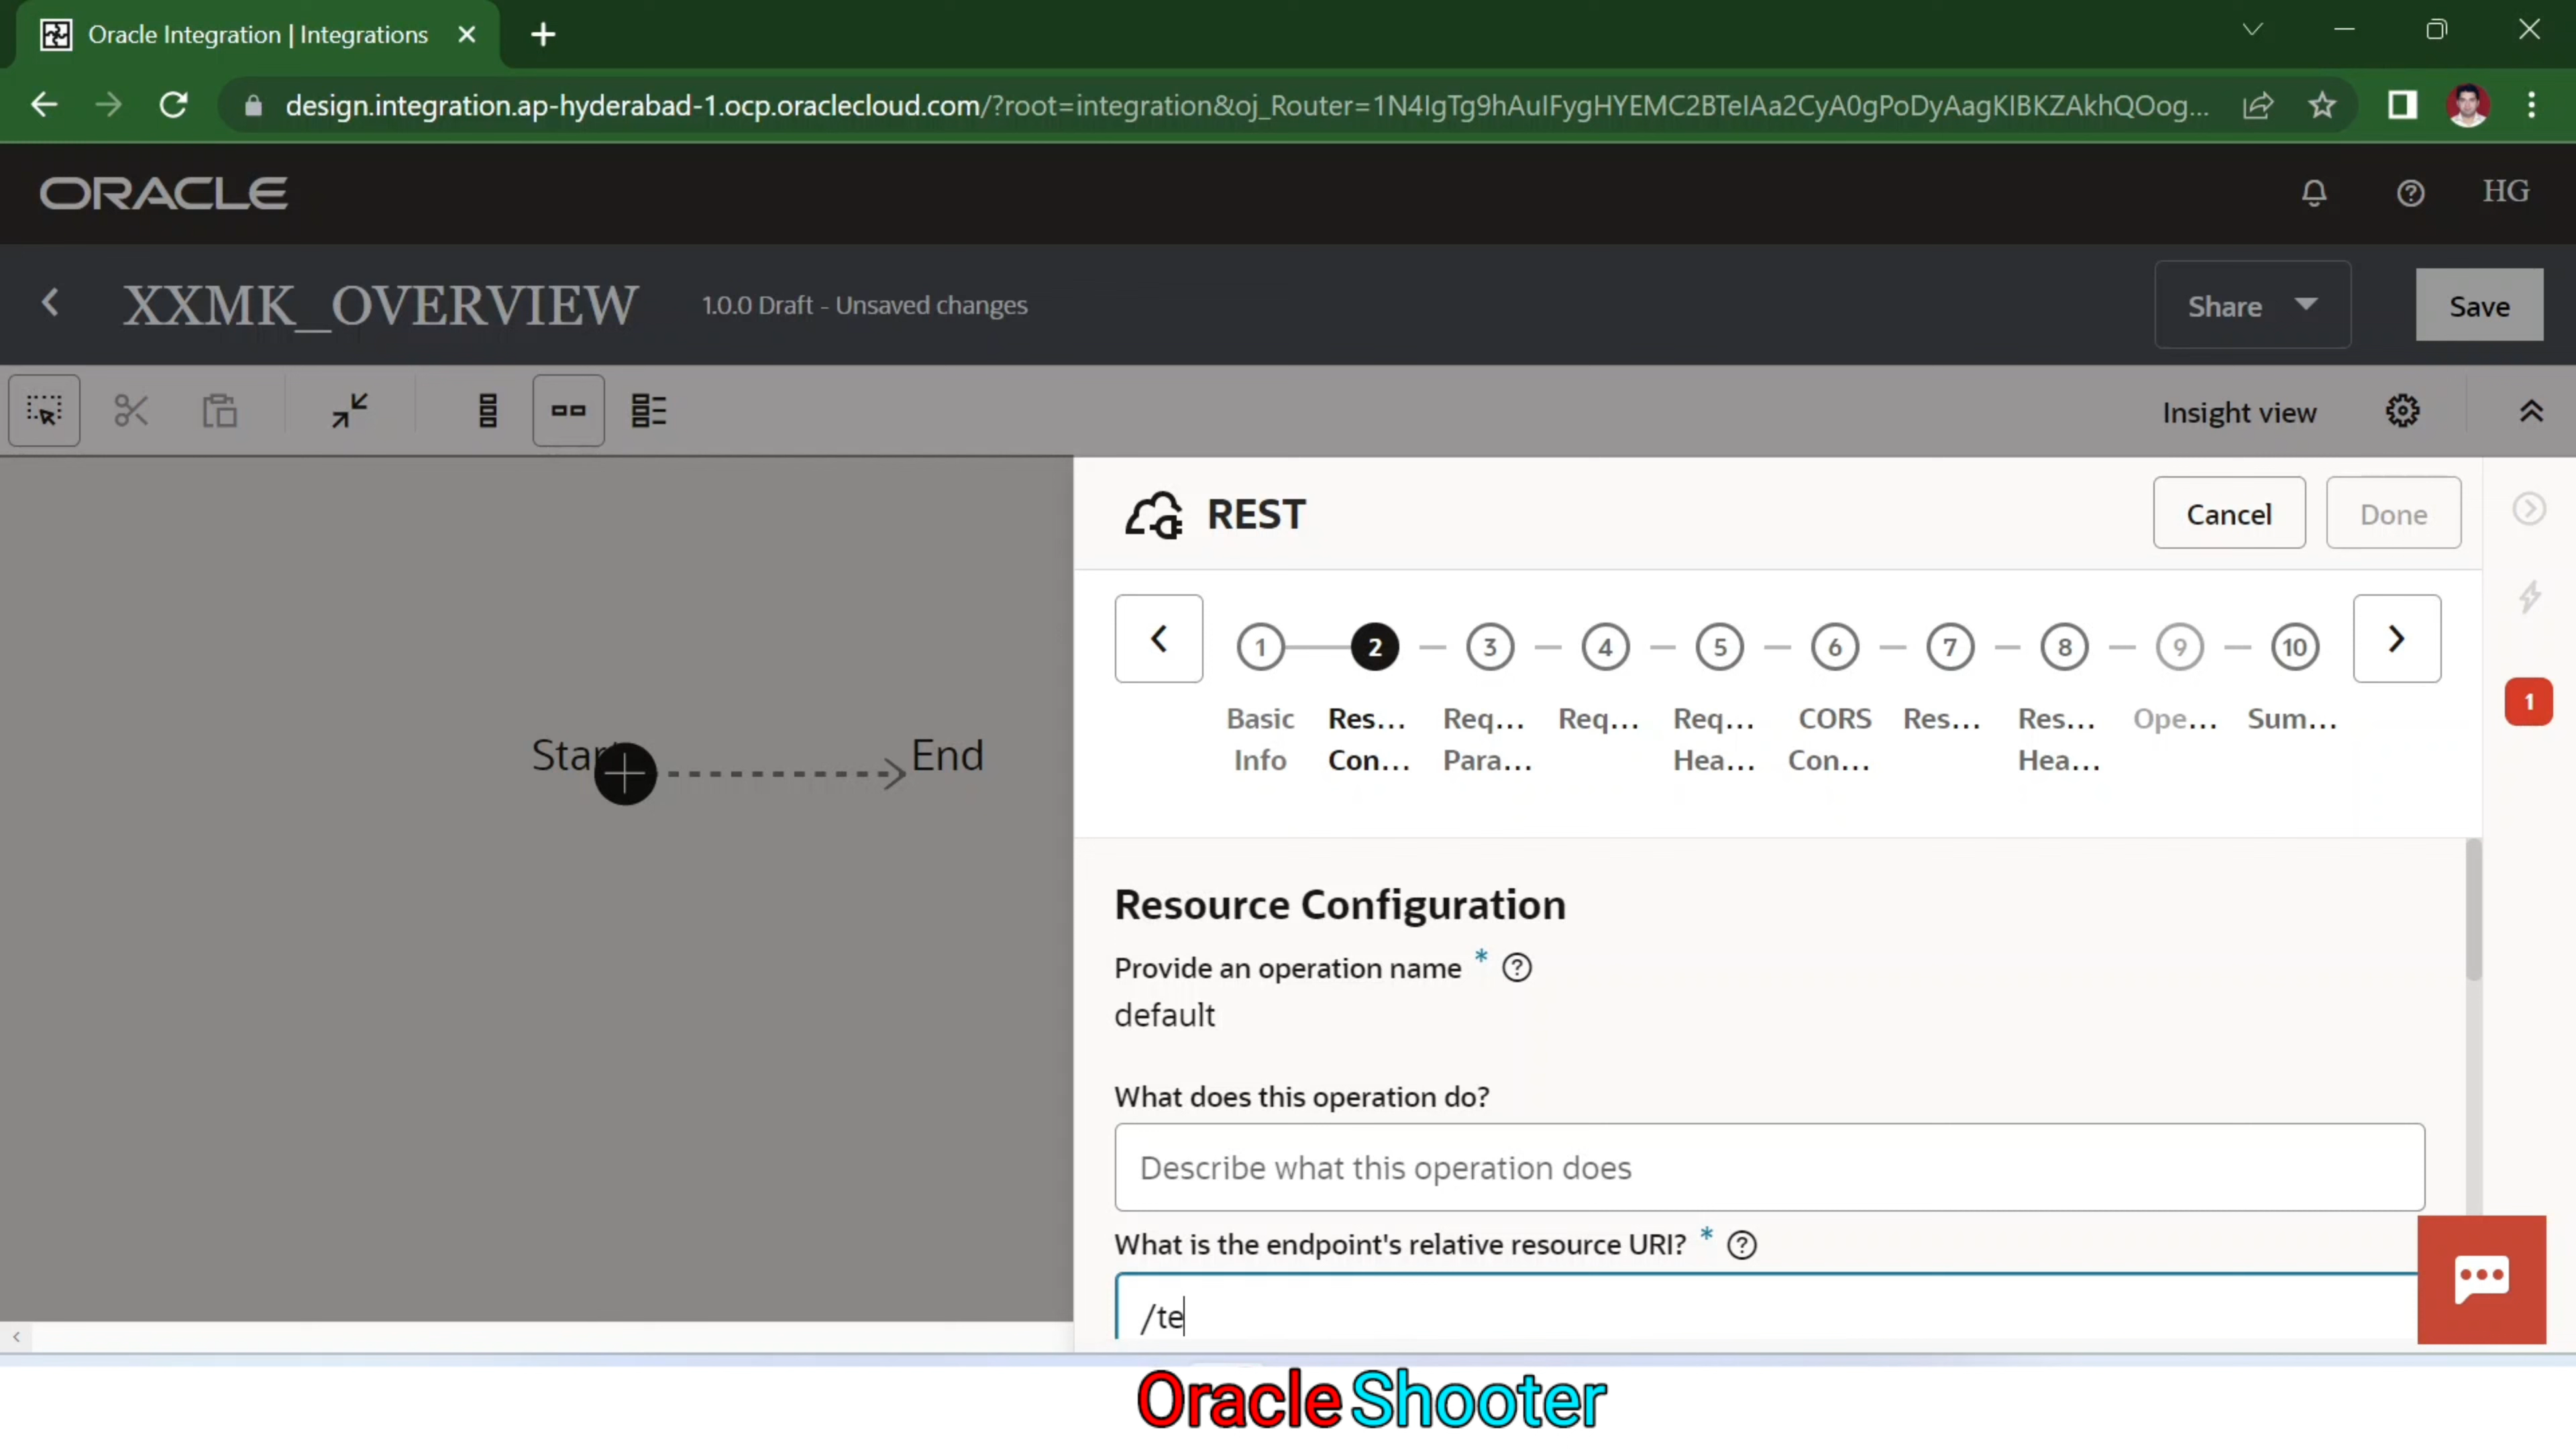 Oracle Integration | Integrations
design.integration.ap-hyderabad-1.ocp.oraclecloud.com/?root=integration&oj_Router=1N4IgTg9hAuIFygHYEMC2BTeIAa2CyA0gPoDyAagKIBKZAkhQOog...
ORACLE
HG
XXMK_OVERVIEW
1.0.0 Draft - Unsaved changes
Share
Save
Insight view
REST
Cancel
Done
1 2 3 4 5 6 7 8 9 10
Basic Res... Req... Req... Req... CORS Res... Res... Ope... Sum...
Info Con... Para... Hea... Con... Hea...
1
Start
End
Resource Configuration
Provide an operation name *
default
What does this operation do?
Describe what this operation does
What is the endpoint's relative resource URI? *
/te
Oracle Shooter